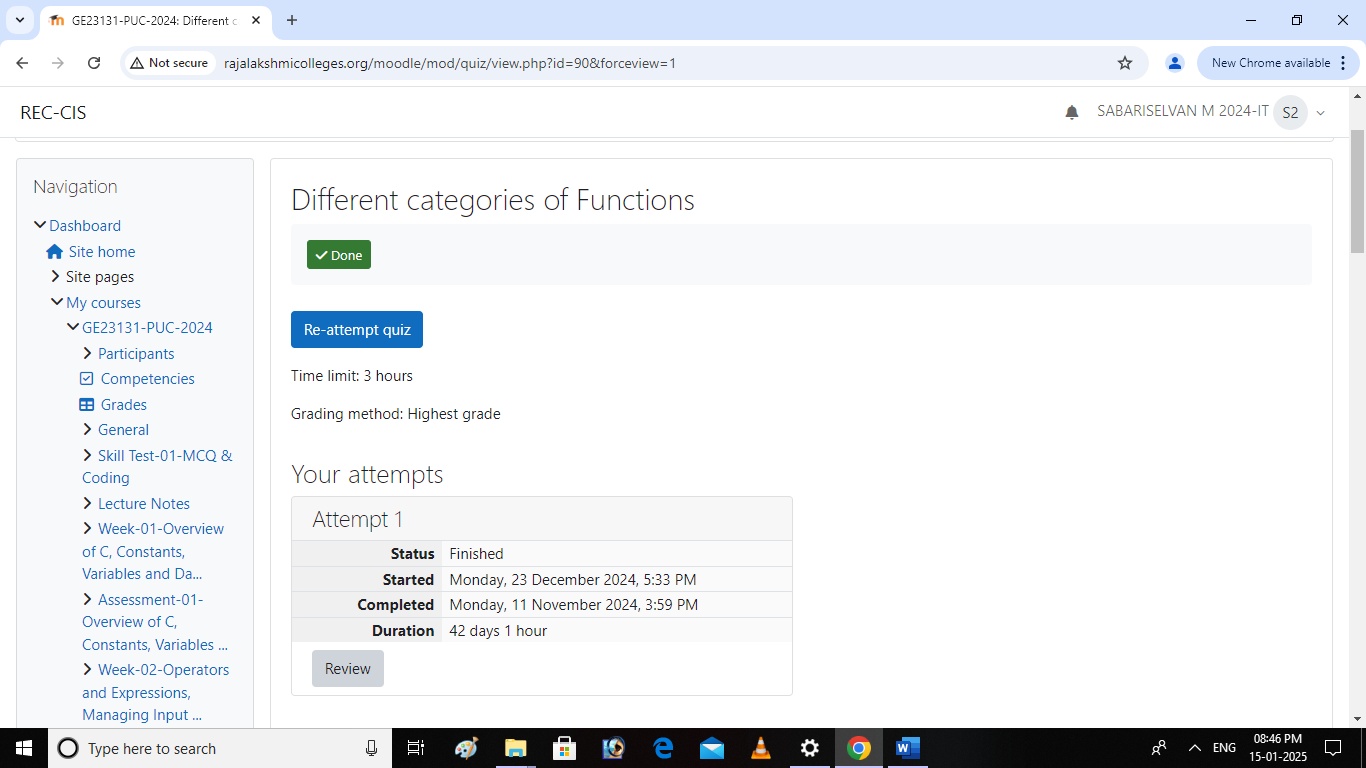 GE23131-PUC-2024: Different c
Not secure
rajalakshmicolleges.org/moodle/mod/quiz/view.php?id=90&forceview=1
New Chrome available
REC-CIS
SABARISELVAN M 2024-IT
S2
Navigation
Dashboard
Site home
Site pages
My courses
GE23131-PUC-2024
Participants
Competencies
Grades
General
Skill Test-01-MCQ &
Coding
Lecture Notes
Week-01-Overview
of C, Constants,
Variables and Da...
Assessment-01-
Overview of C,
Constants, Variables ...
Week-02-Operators
and Expressions,
Managing Input ...
Different categories of Functions
Done
Re-attempt quiz
Time limit: 3 hours
Grading method: Highest grade
Your attempts
Attempt 1
Status Finished
Started Monday, 23 December 2024, 5:33 PM
Completed Monday, 11 November 2024, 3:59 PM
Duration 42 days 1 hour
Review
Type here to search
ENG
08:46 PM
15-01-2025